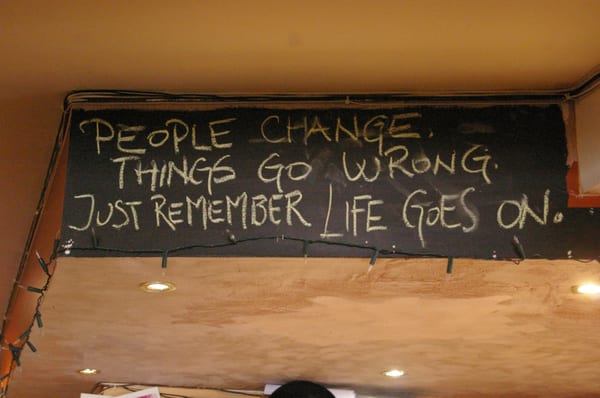 PEOPLE CHANGE.
THINGS GO WRONG.
JUST REMEMBER LIFE GOES ON.